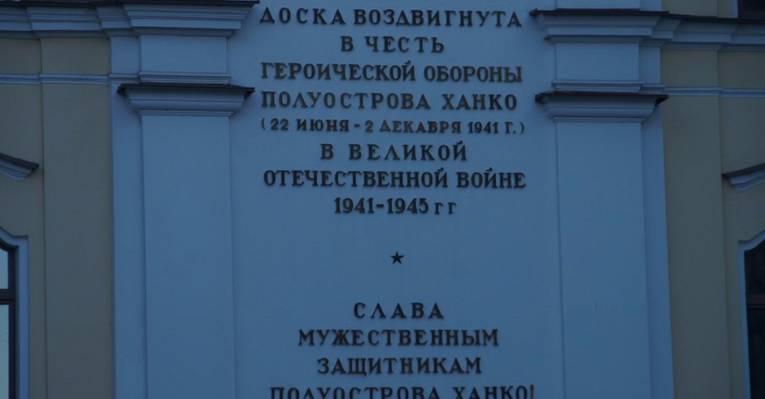 ДОСКА ВОЗДВИГНУТА
В ЧЕСТЬ
ГЕРОИЧЕСКОЙ ОБОРОНЫ
ПОЛУОСТРОВА ХАНКО
(22 ИЮНЯ - 2 ДЕКАБРЯ 1941 Г.)
В ВЕЛИКОЙ
ОТЕЧЕСТВЕННОЙ ВОЙНЕ
1941-1945 г г
★
СЛАВА
МУЖЕСТВЕННЫМ
ЗАЩИТНИКАМ
ПОЛУОСТРОВА ХАНКО!